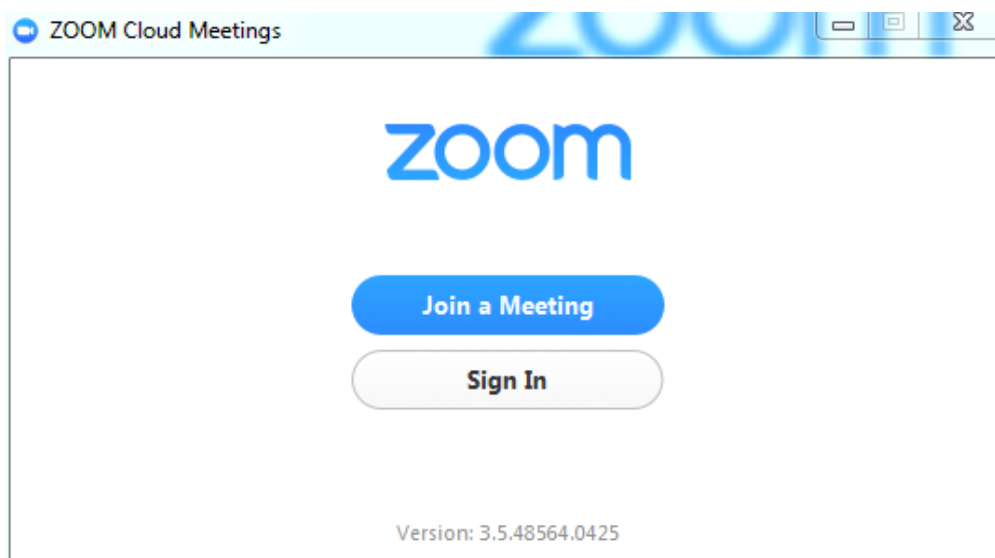 ZOOM Cloud Meetings
zoom
Join a Meeting
Sign In
Version: 3.5.48564.0425